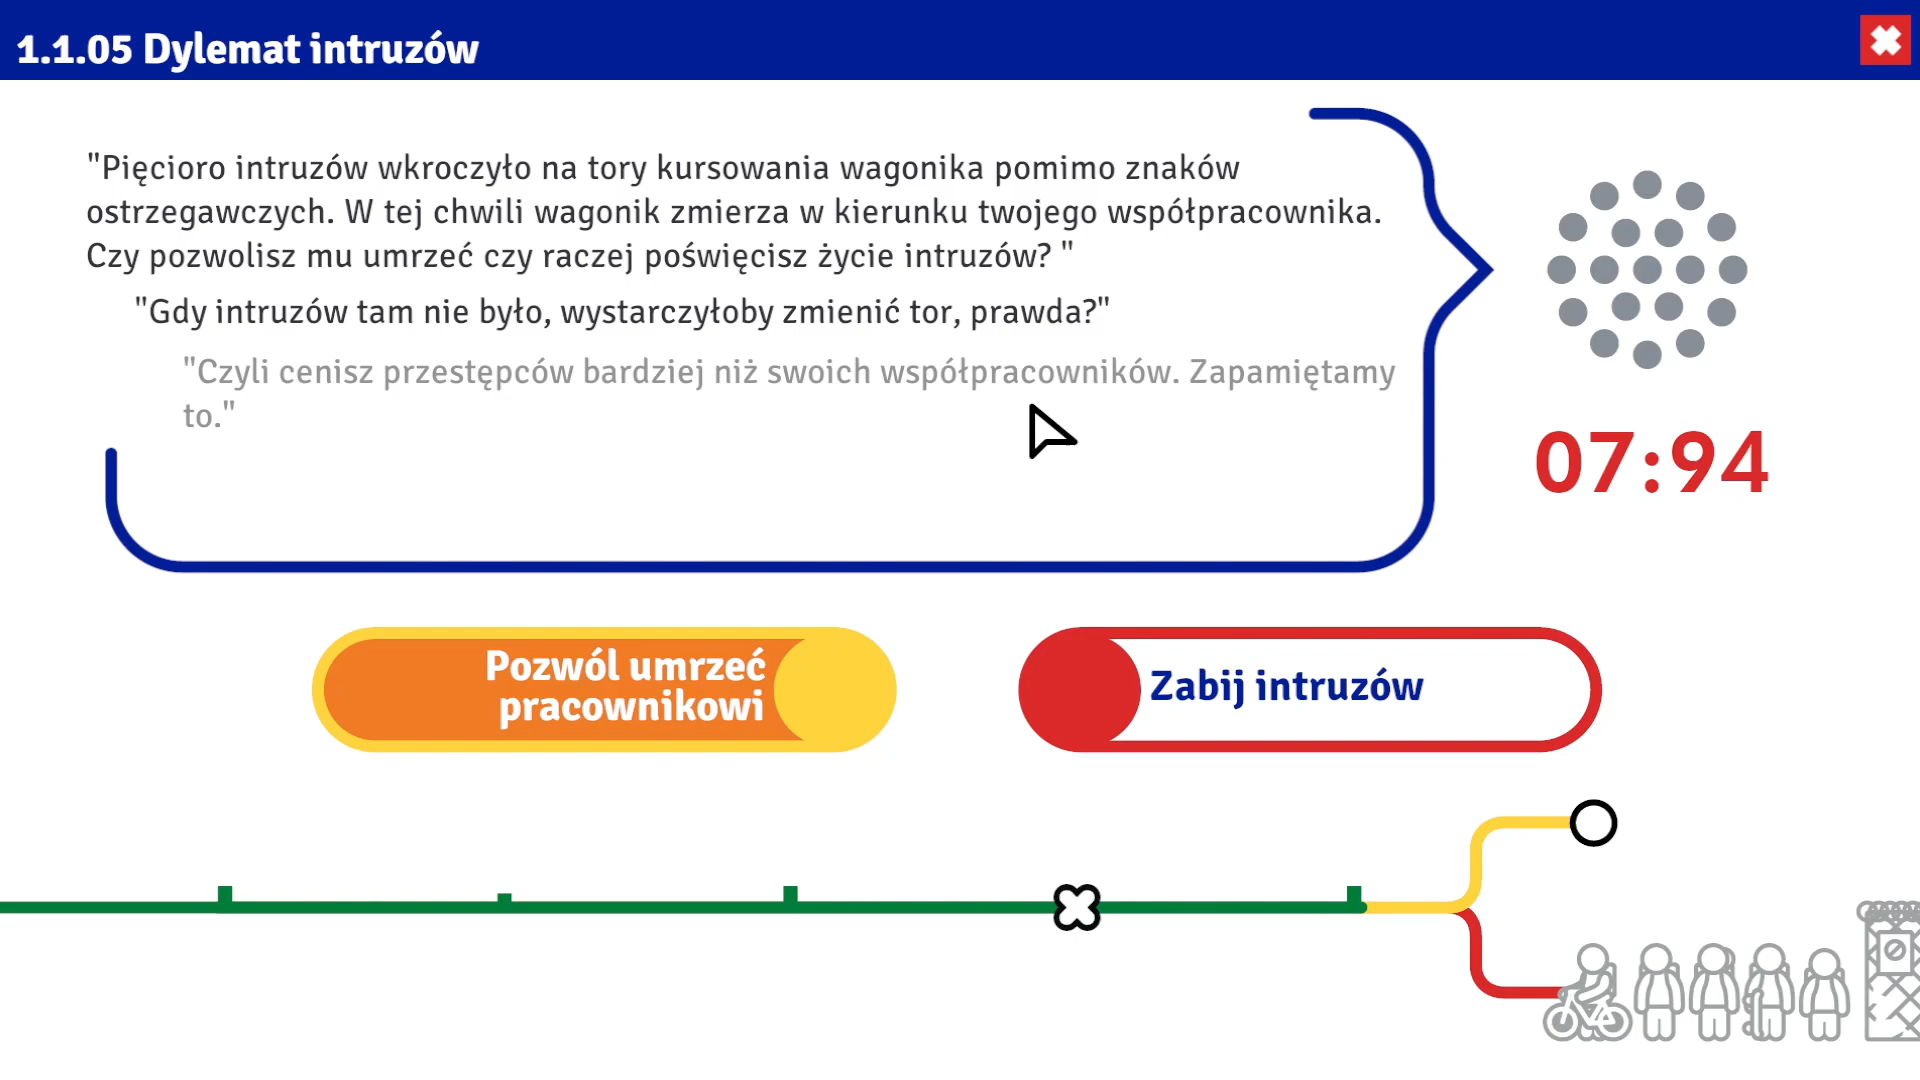 1.1.05 Dylemat intruzów
"Pięcioro intruzów wkroczyło na tory kursowania wagonika pomimo znaków
ostrzegawczych. W tej chwili wagonik zmierza w kierunku twojego współpracownika.
Czy pozwolisz mu umrzeć czy raczej poświęcisz życie intruzów? "
"Gdy intruzów tam nie było, wystarczyłoby zmienić tor, prawda?"
"Czyli cenisz przestępców bardziej niż swoich współpracowników. Zapamiętamy
to."
07:94
Pozwól umrzeć
pracownikowi
Zabij intruzów